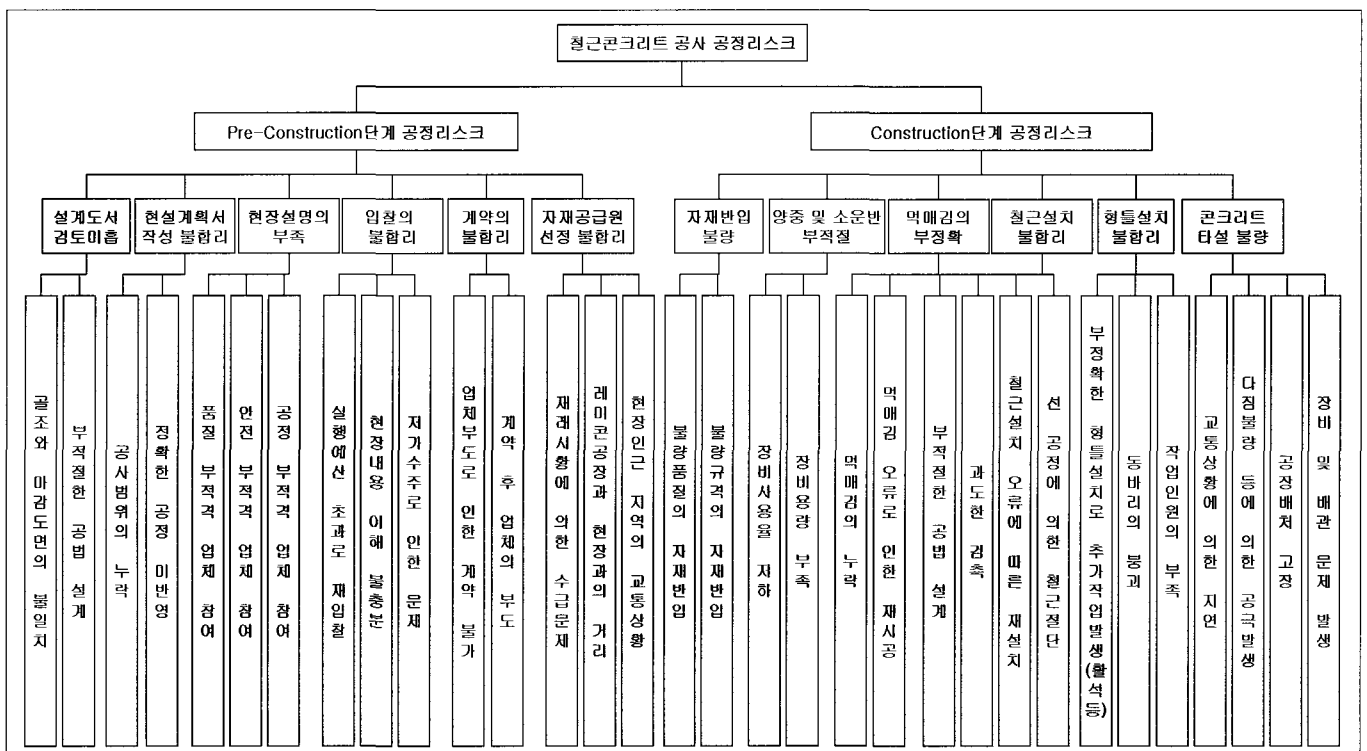 철근콘크리트 공사 공정리스크
Pre-Construction단계 공정리스크
Construction단계 공정리스크
설계도서
검토미흡
현설계획서
작성 불합리
현장설명의
부족
입찰의
불합리
계약의
불합리
자재공급원
선정 불합리
자재반입
불량
양중 및 소운반
부적절
먹매김의
부정확
철근설치
불합리
형틀설치
불합리
콘크리트
타설 불량
골조와 마감도면의 불일치
부적절한 공법 설계
공사범위의 누락
정확한 공정 미반영
품질 부적격 업체 참여
안전 부적격 업체 참여
공정 부적격 업체 참여
실행예산 초과로 재입찰
현장내용 이해 불충분
저가수주로 인한 문제
업체부도로 인한 계약 불가
계약 후 업체의 부도
재래시황에 의한 수급문제
레미콘공장과 현장과의 거리
현장인근 지역의 교통상황
불량품질의 자재반입
불량규격의 자재반입
장비사용율 저하
장비용량 부족
먹매김의 누락
먹매김 오류로 인한 재시공
부적절한 공법 설계
과도한 검측
철근설치 오류에 따른 재설치
선 공정에 의한 철근절단
부정확한 형틀설치로 추가작업발생(할석등)
동바리의 붕괴
작업인원의 부족
교통상황에 의한 지연
다짐불량 등에 의한 공극발생
공장배처 고장
장비 및 배관 문제 발생